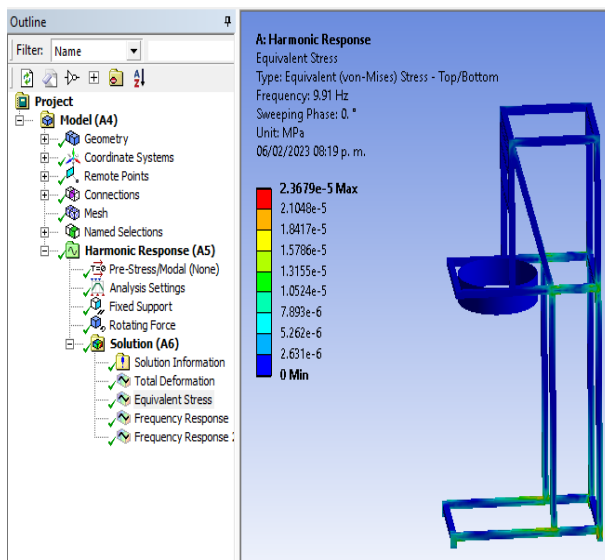 Outline
Filter: Name
Project
Model (A4)
Geometry
Coordinate Systems
Remote Points
Connections
Mesh
Named Selections
Harmonic Response (A5)
Pre-Stress/Modal (None)
Analysis Settings
Fixed Support
Rotating Force
Solution (A6)
Solution Information
Total Deformation
Equivalent Stress
Frequency Response
Frequency Response 2
A: Harmonic Response
Equivalent Stress
Type: Equivalent (von-Mises) Stress - Top/Bottom
Frequency: 9.91 Hz
Sweeping Phase: 0. °
Unit: MPa
06/02/2023 08:19 p. m.
2.3679e-5 Max
2.1048e-5
1.8417e-5
1.5786e-5
1.3155e-5
1.0524e-5
7.893e-6
5.262e-6
2.631e-6
0 Min